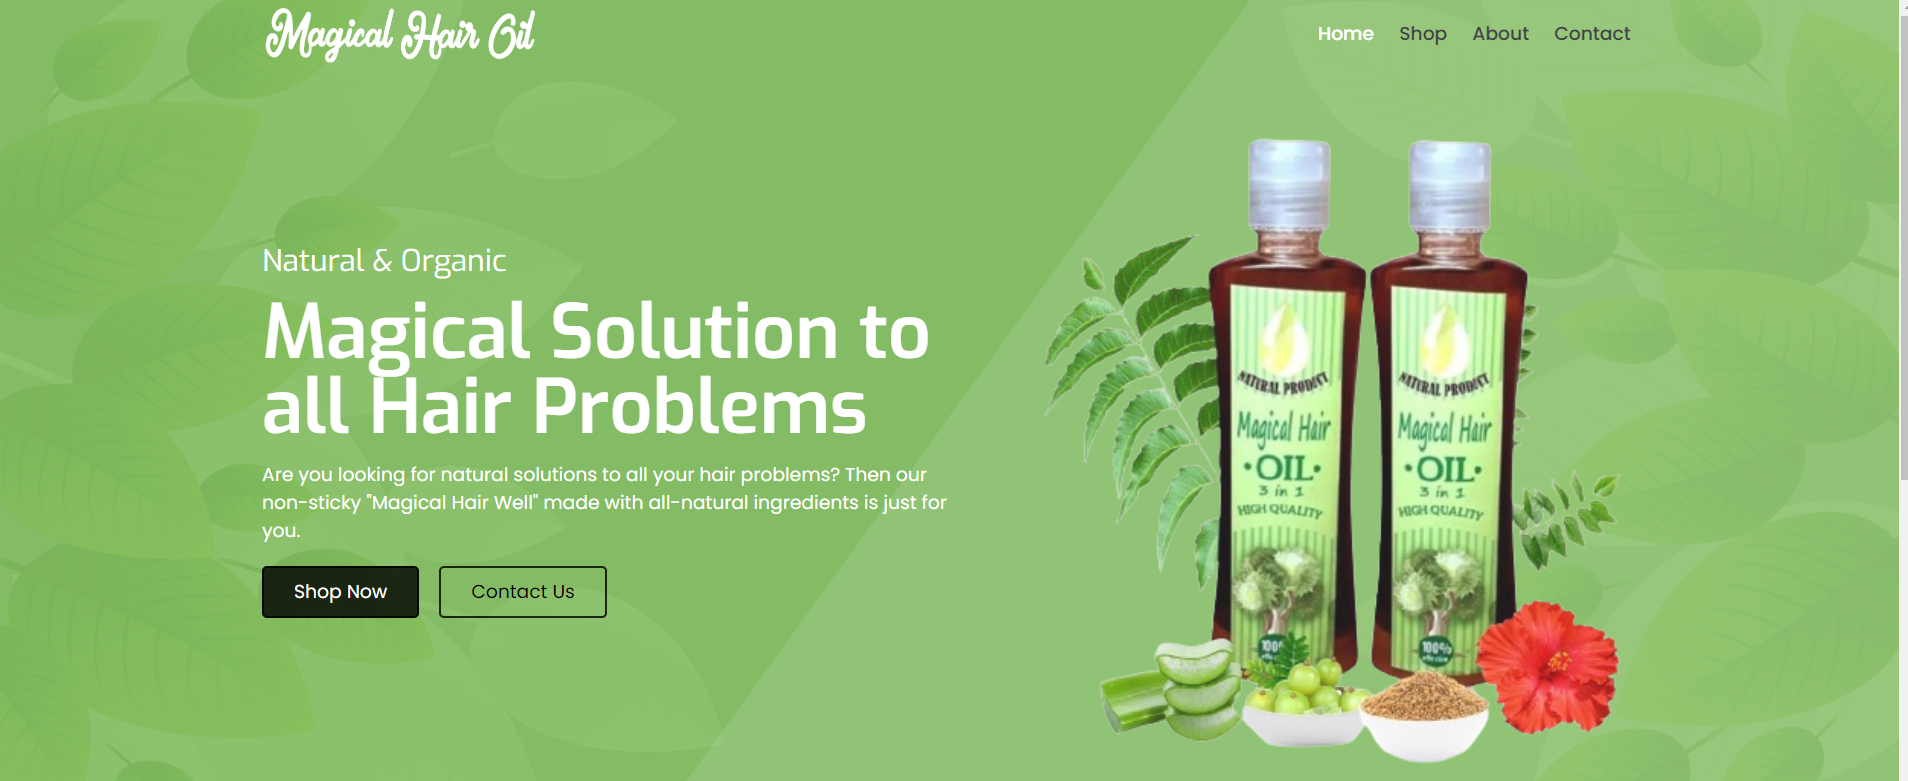 Magical Hair Oil
Home Shop About Contact
Natural & Organic
Magical Solution to
all Hair Problems
Are you looking for natural solutions to all your hair problems? Then our
non-sticky "Magical Hair Well" made with all-natural ingredients is just for
you.
Shop Now Contact Us
NATURAL PRODUCT
Magical Hair
•OIL•
3 in 1
HIGH QUALITY
100%
NATURAL PRODUCT
Magical Hair
•OIL•
3 in 1
HIGH QUALITY
100%